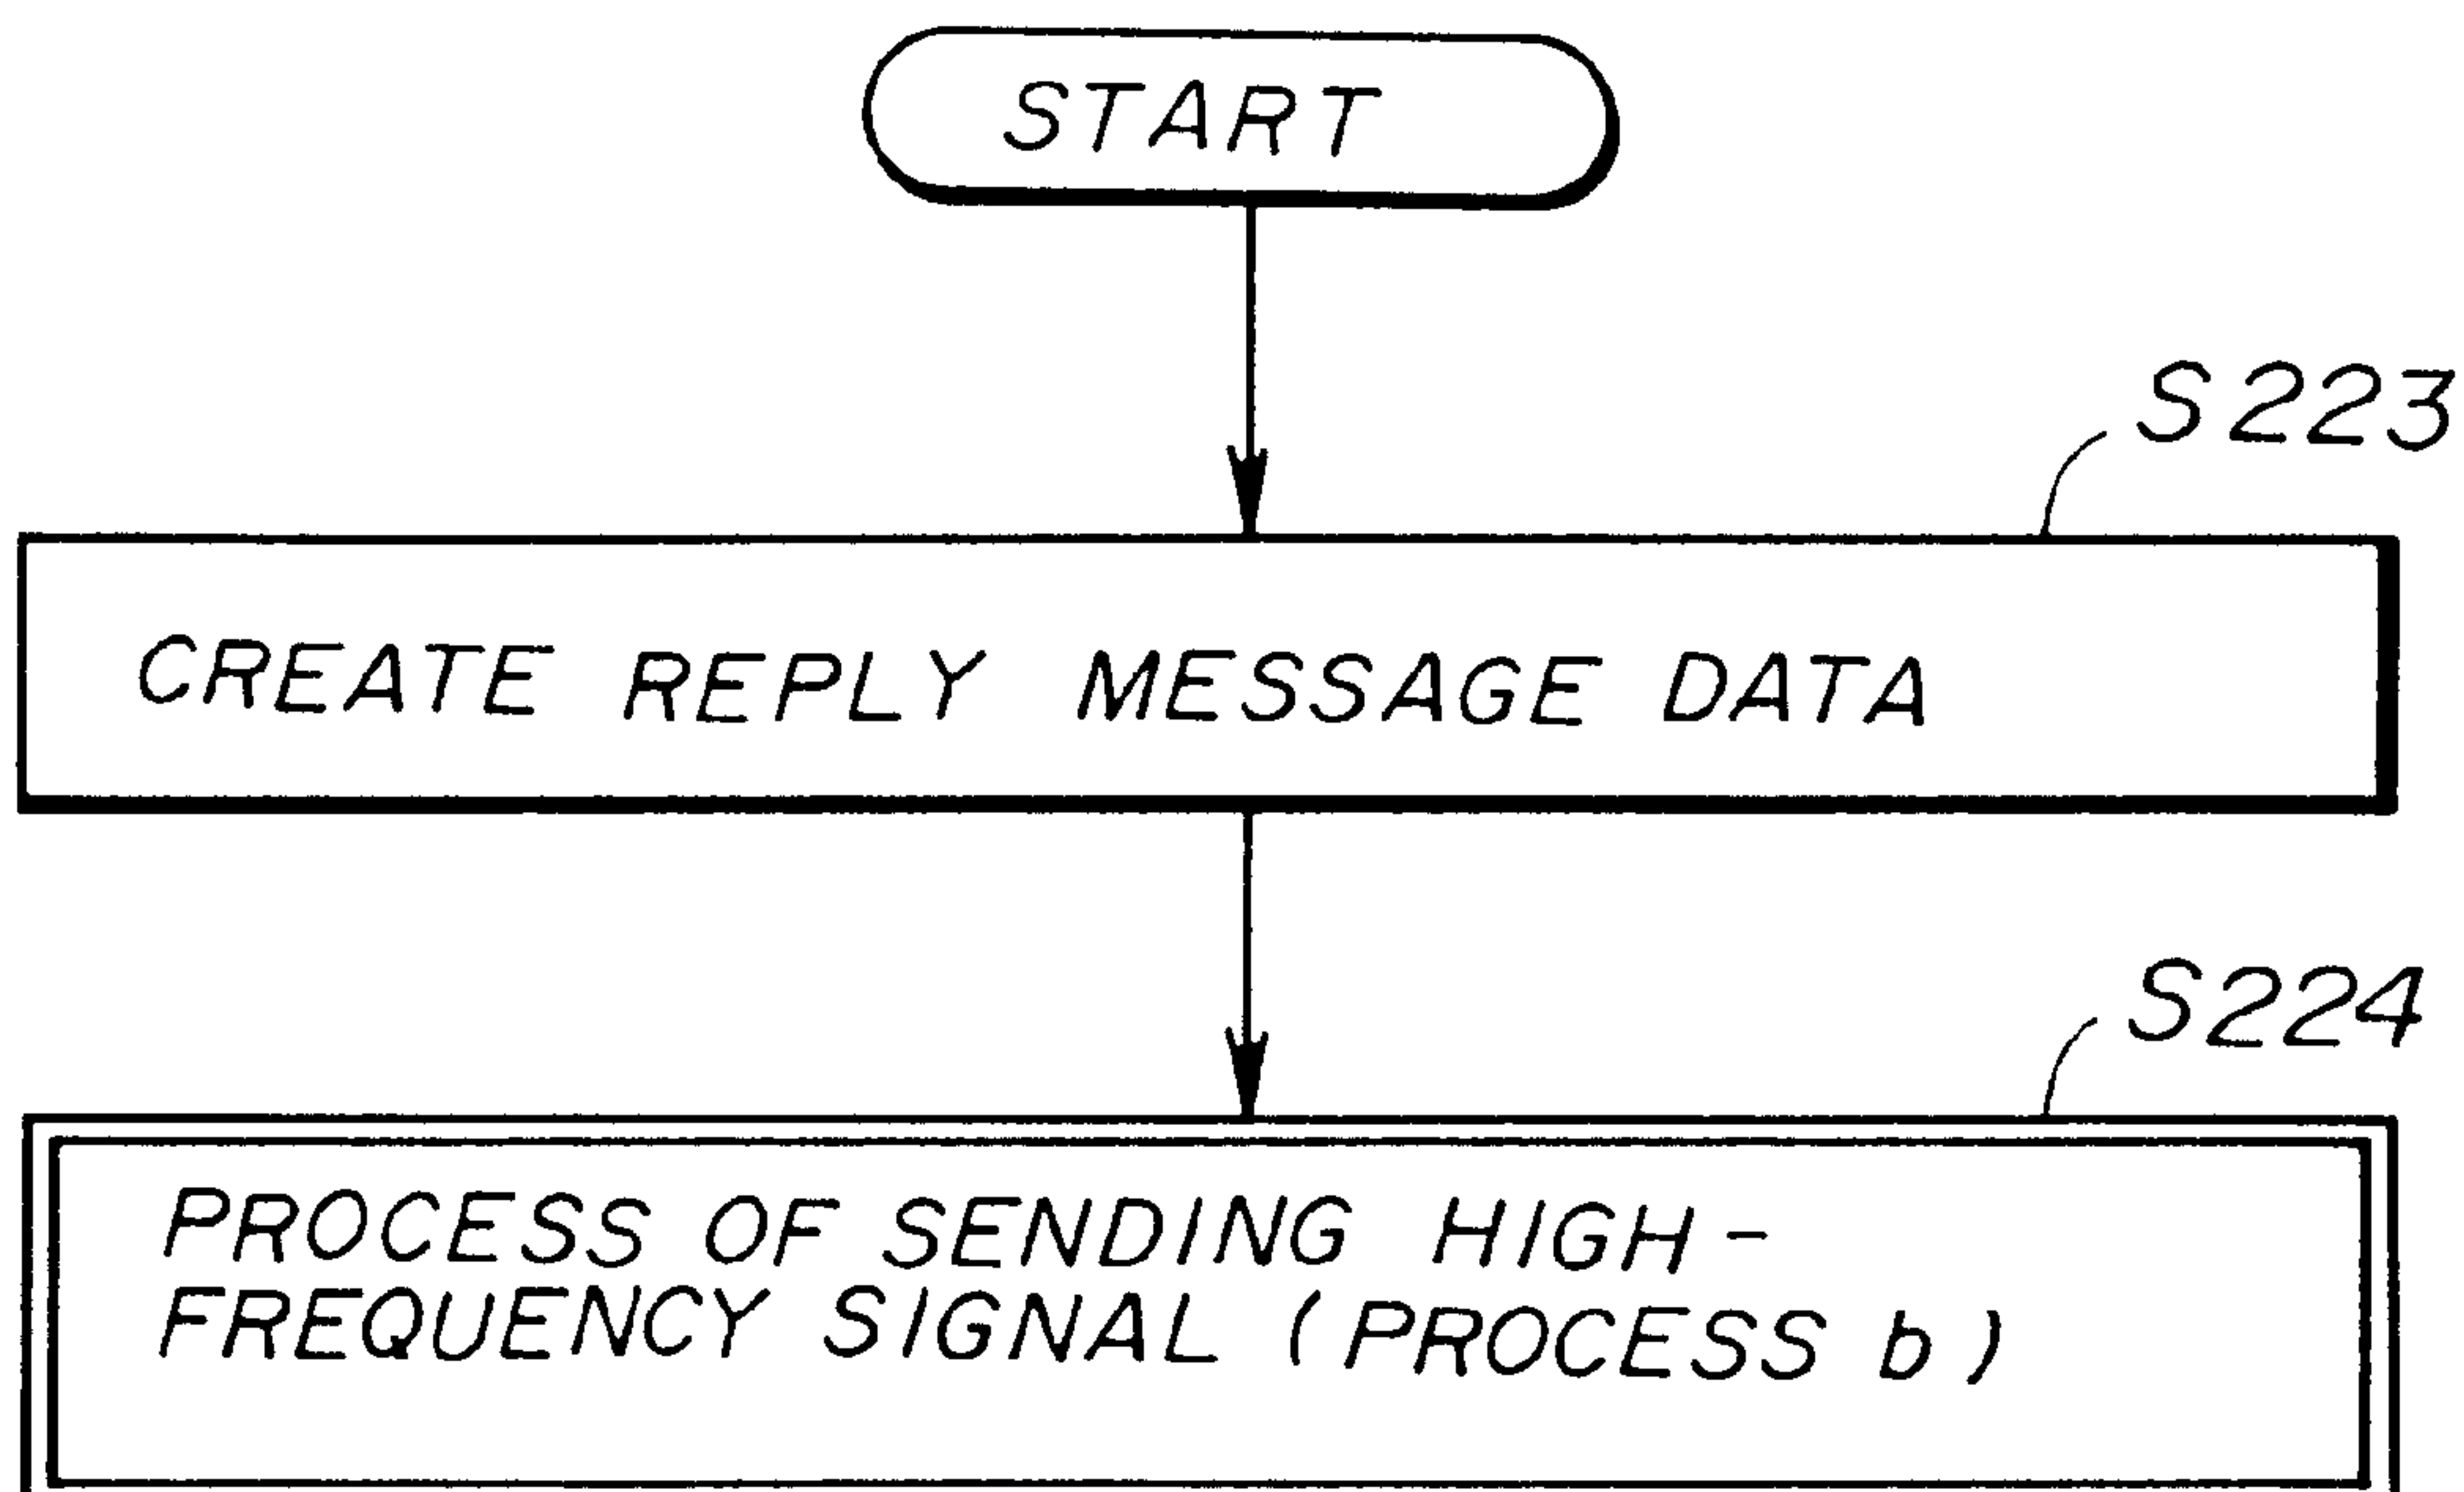 START
S223
CREATE REPLY MESSAGE DATA
S224
PROCESS OF SENDING HIGH-
FREQUENCY SIGNAL (PROCESS b)